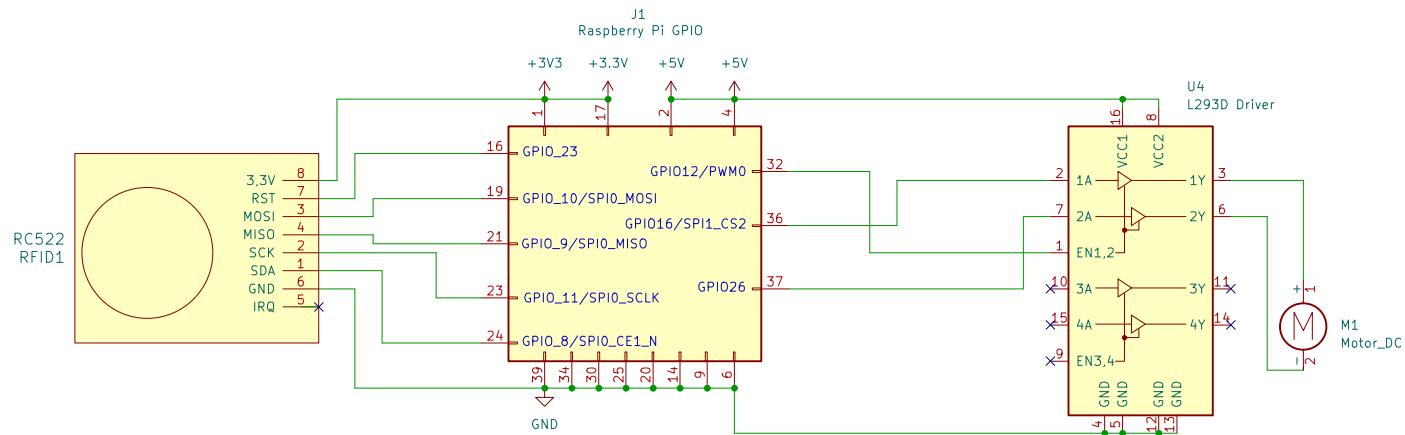 J1
Raspberry Pi GPIO
+3V3
+3.3V
+5V
+5V
1
17
2
4
RC522
RFID1
3,3V 8
RST 7
MOSI 3
MISO 4
SCK 2
SDA 1
GND 6
IRQ 5
16 GPIO_23
19 GPIO_10/SPI0_MOSI
21 GPIO_9/SPI0_MISO
23 GPIO_11/SPI0_SCLK
24 GPIO_8/SPI0_CE1_N
GPIO12/PWM0 32
GPIO16/SPI1_CS2 36
GPIO26 37
39
34
30
25
20
14
9
6
GND
U4
L293D Driver
16
8
VCC1
VCC2
2 1A
7 2A
1 EN1,2
10 3A
15 4A
9 EN3,4
1Y 3
2Y 6
3Y 11
4Y 14
GND
GND
GND
GND
4
5
12
13
+ 1
M
M1
Motor_DC
- 2